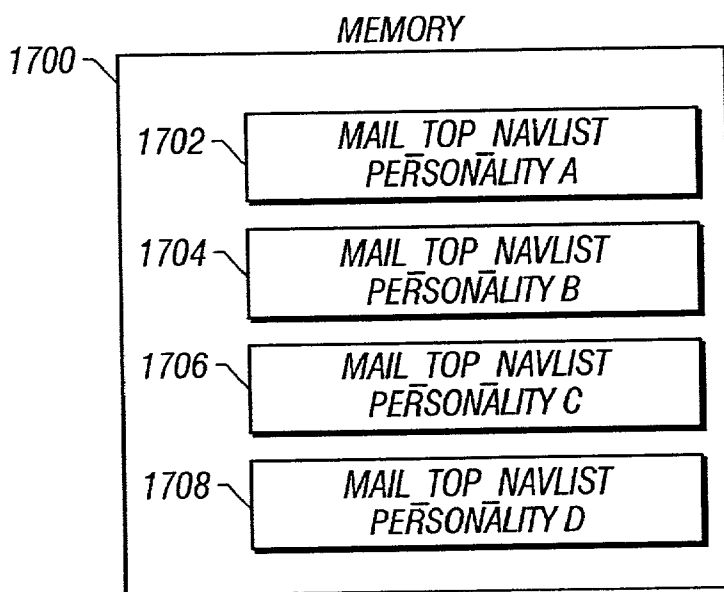 MEMORY
1700
1702
MAIL_TOP_NAVLIST
PERSONALITY A
1704
MAIL_TOP_NAVLIST
PERSONALITY B
1706
MAIL_TOP_NAVLIST
PERSONALITY C
1708
MAIL_TOP_NAVLIST
PERSONALITY D